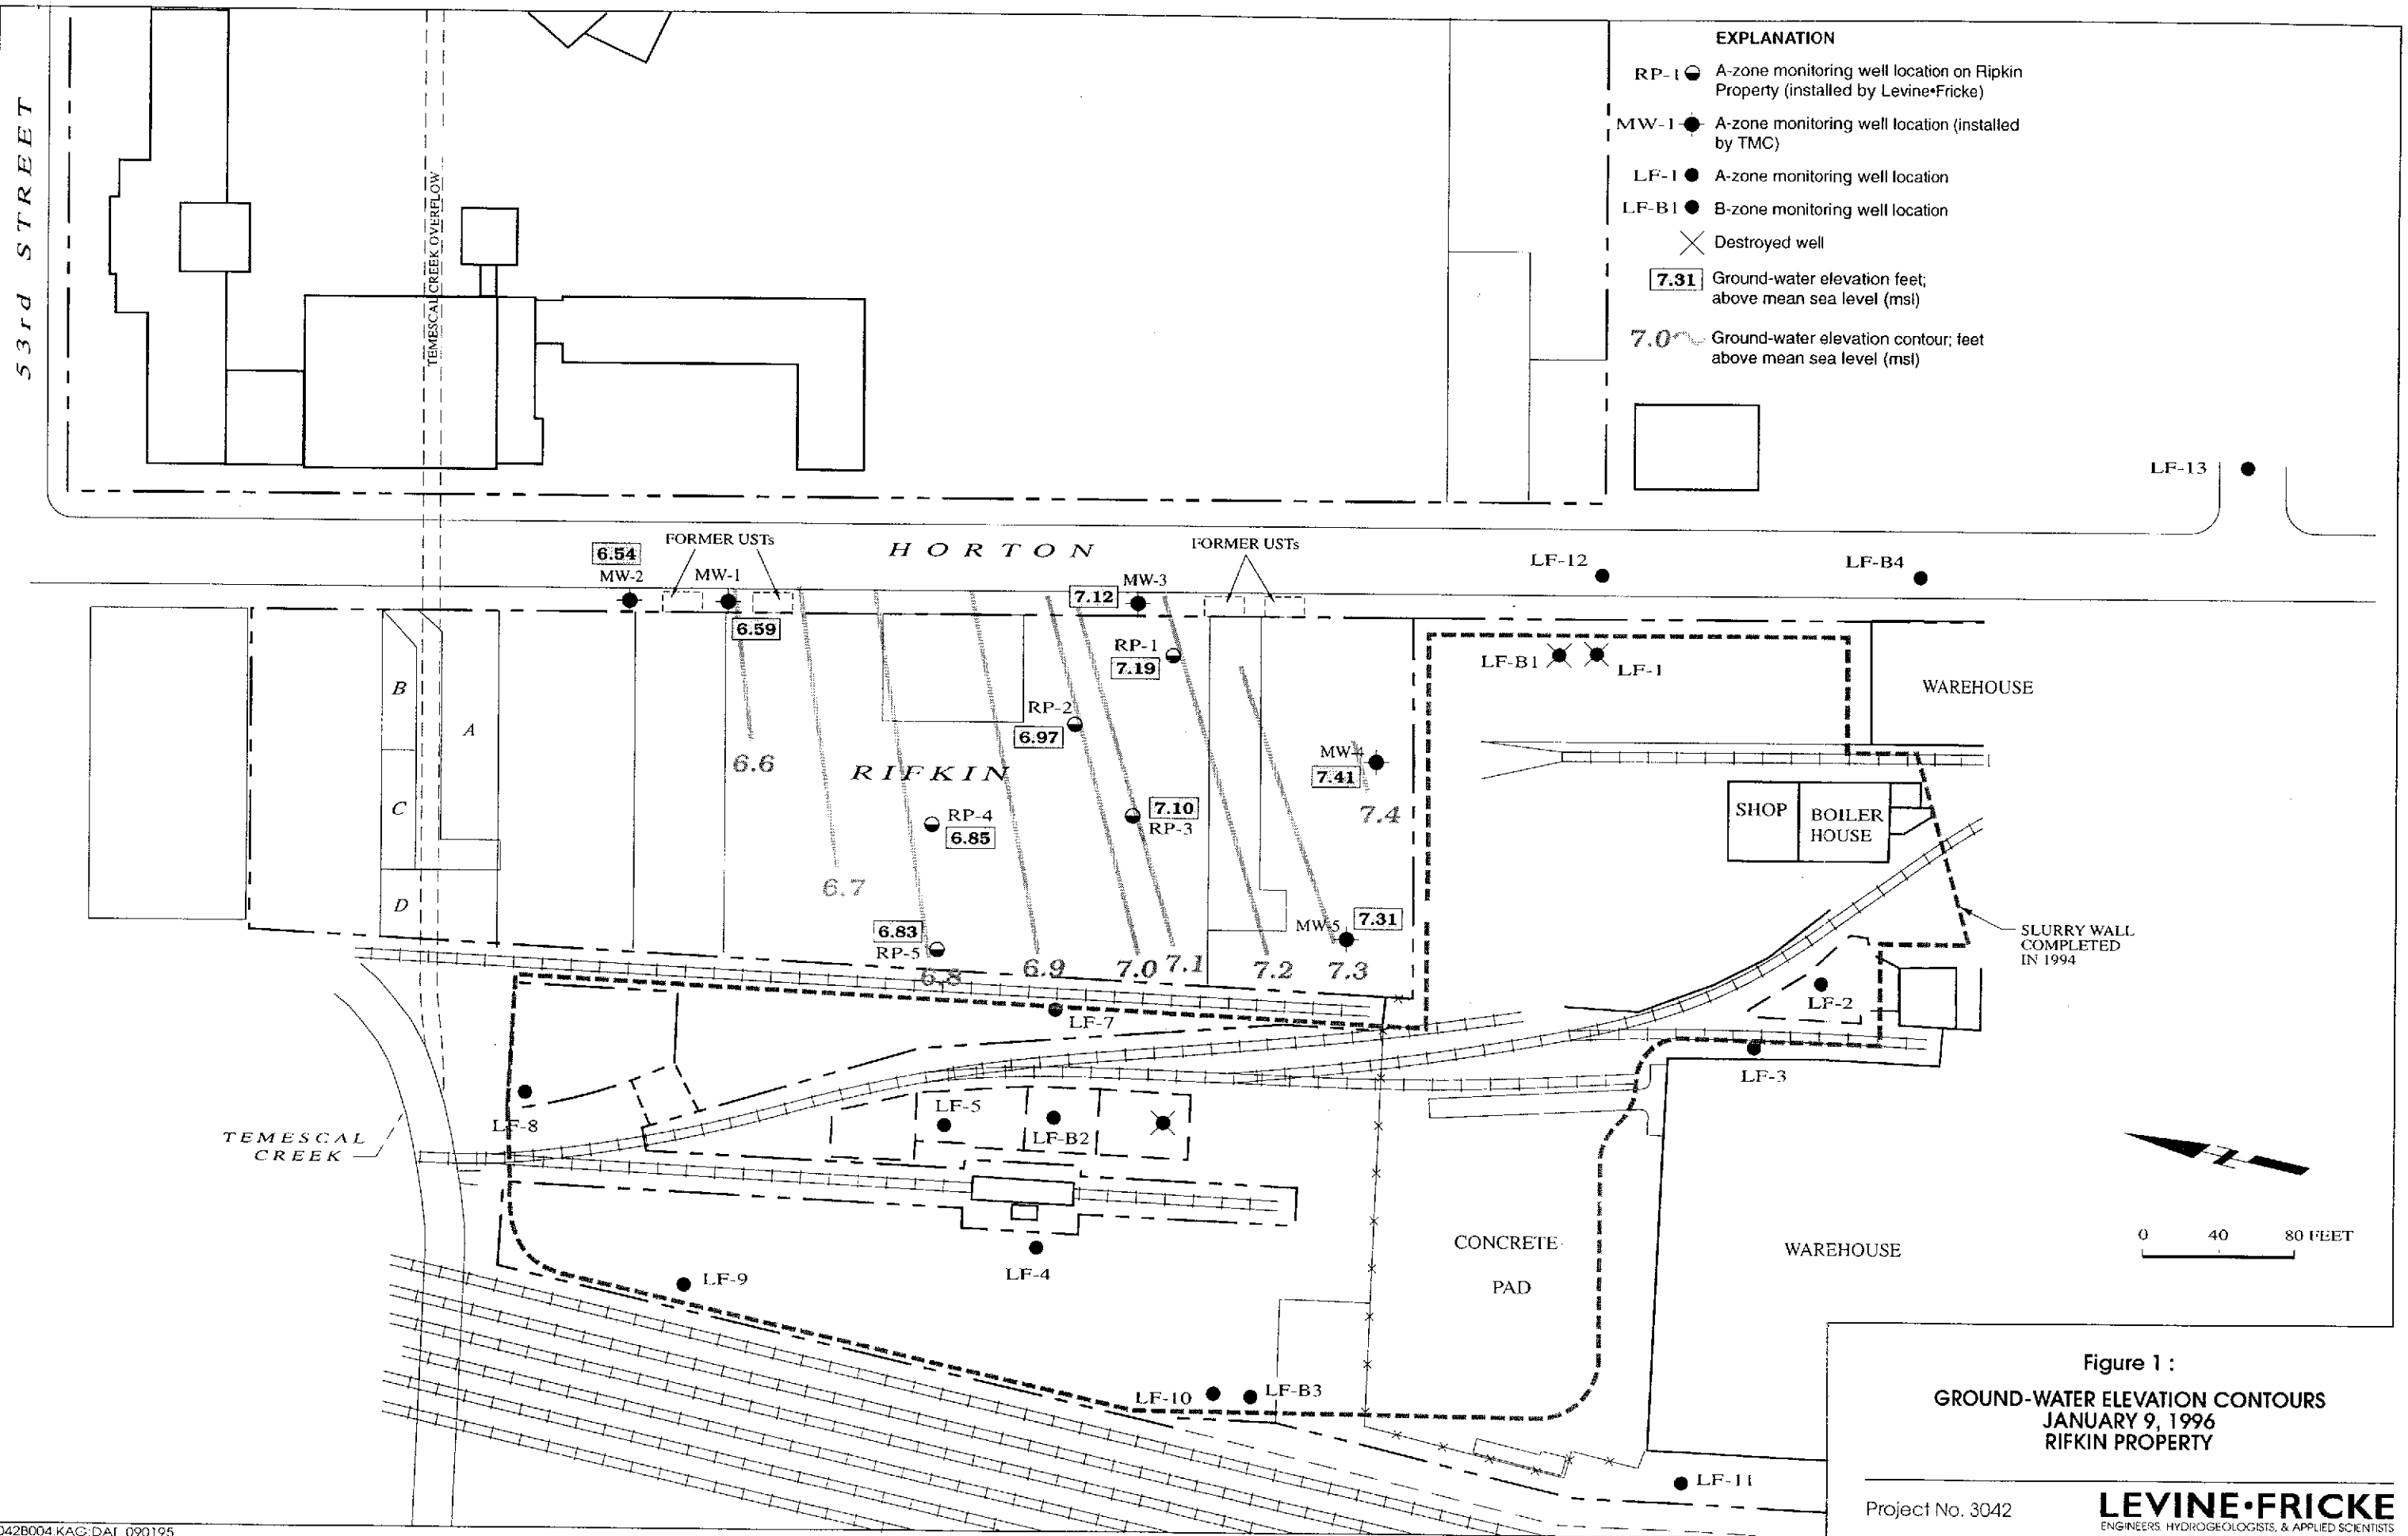 EXPLANATION
RP-1 A-zone monitoring well location on Ripkin
Property (installed by Levine•Fricke)
MW-1 A-zone monitoring well location (installed
by TMC)
LF-1 A-zone monitoring well location
LF-B1 B-zone monitoring well location
Destroyed well
7.31 Ground-water elevation feet;
above mean sea level (msl)
7.0 Ground-water elevation contour; feet
above mean sea level (msl)
53rd STREET
TEMESCAL CREEK OVERFLOW
LF-13
HORTON
6.54
MW-2
FORMER USTs
MW-1
6.59
7.12
MW-3
FORMER USTs
LF-12
LF-B4
RP-1
7.19
LF-B1
LF-1
WAREHOUSE
B
A
C
D
RP-2
6.97
6.6
RIFKIN
MW-4
7.41
7.4
RP-4
6.85
7.10
RP-3
SHOP
BOILER
HOUSE
6.7
6.83
RP-5
MW-5
7.31
6.8
6.9
7.0
7.1
7.2
7.3
SLURRY WALL
COMPLETED
IN 1994
LF-2
LF-7
LF-3
LF-8
LF-5
LF-B2
TEMESCAL
CREEK
LF-9
LF-4
CONCRETE
PAD
WAREHOUSE
0 40 80 FEET
LF-10
LF-B3
LF-11
Figure 1 :
GROUND-WATER ELEVATION CONTOURS
JANUARY 9, 1996
RIFKIN PROPERTY
Project No. 3042
LEVINE•FRICKE
ENGINEERS, HYDROGEOLOGISTS, & APPLIED SCIENTISTS
042B004.KAG:DAL 090195